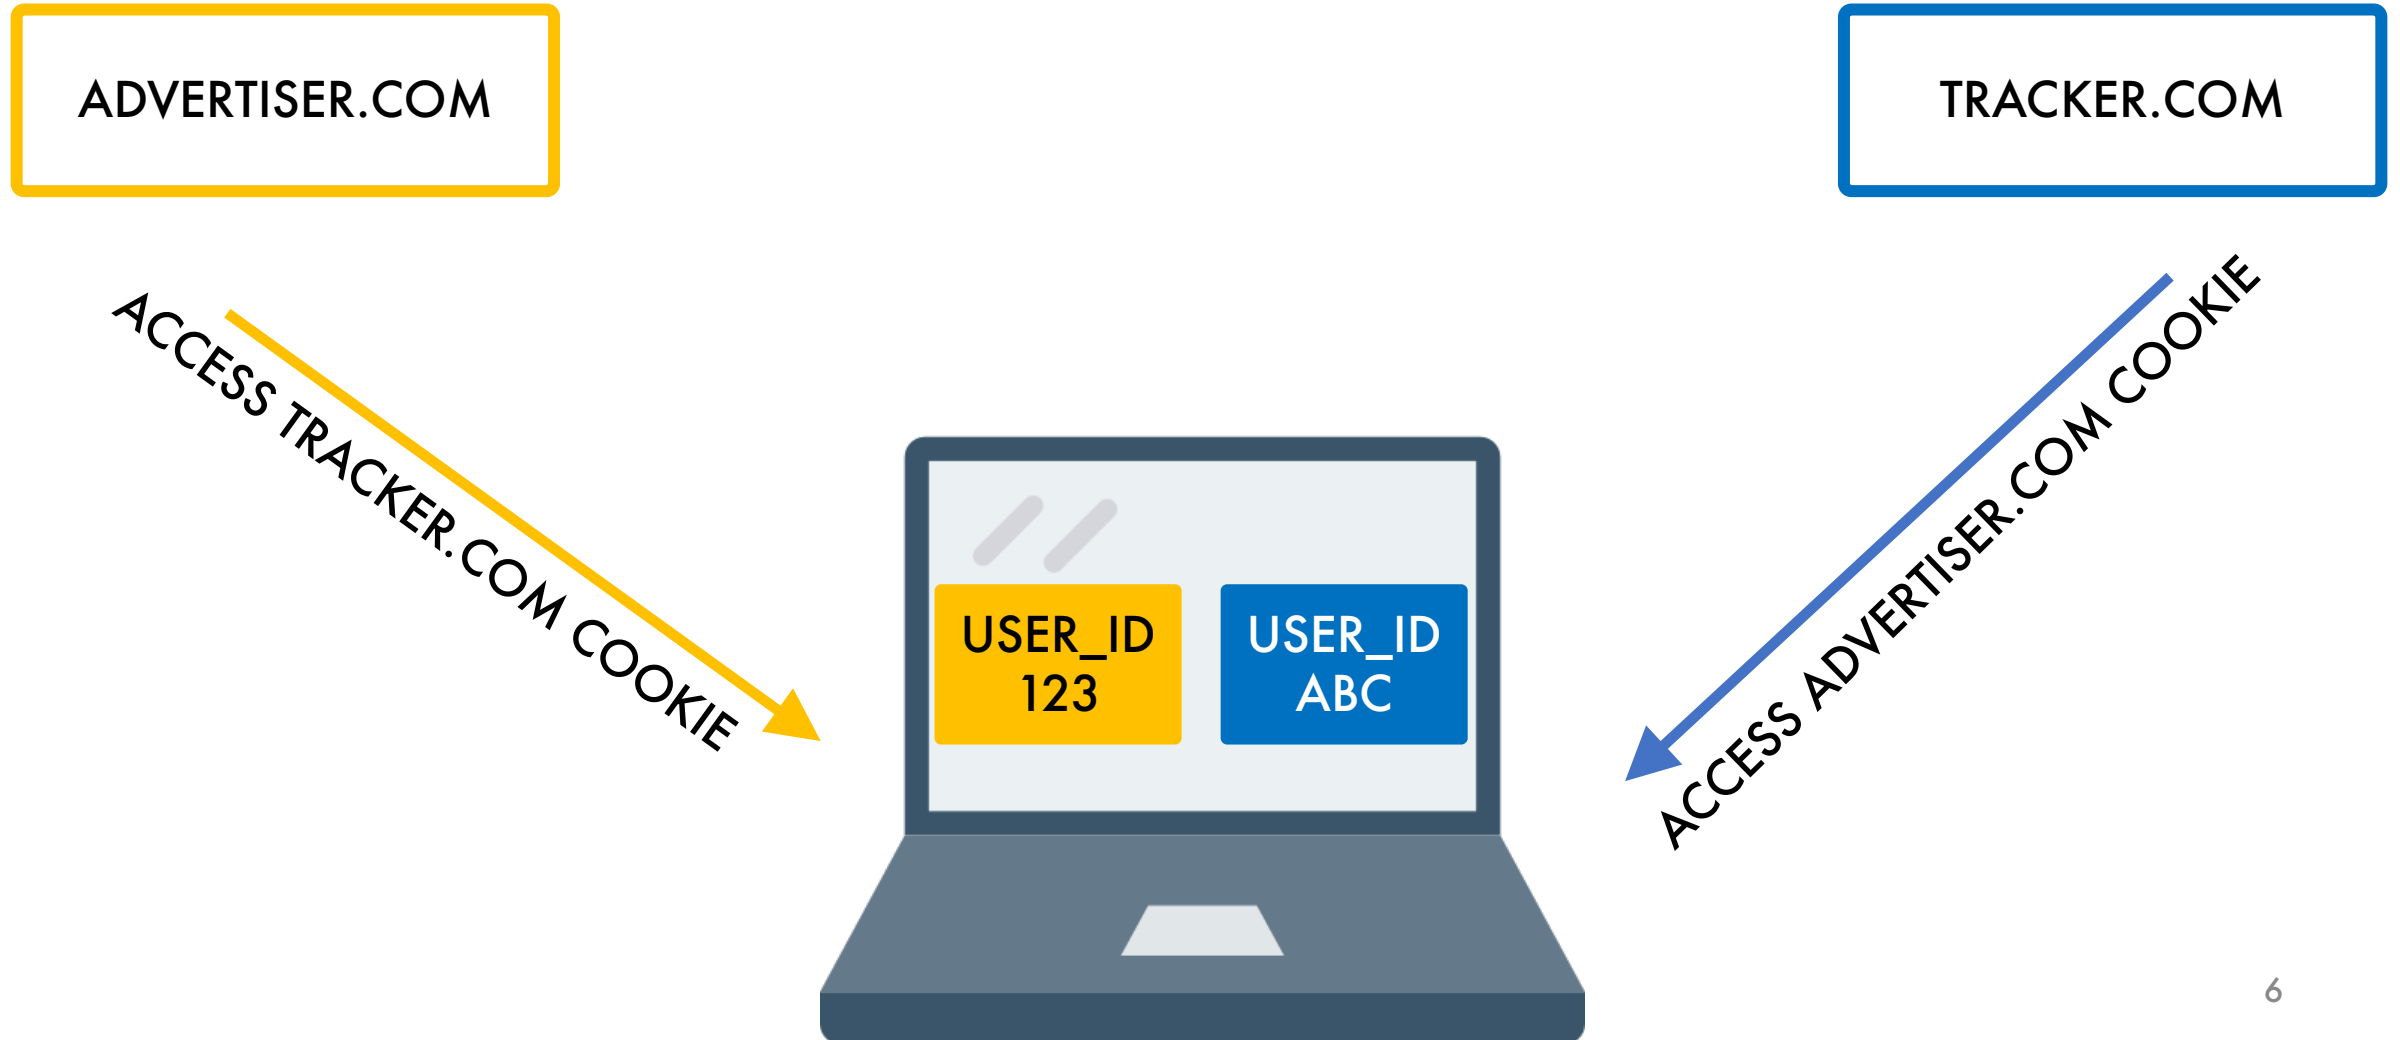 ADVERTISER.COM
TRACKER.COM
ACCESS TRACKER.COM COOKIE
ACCESS ADVERTISER.COM COOKIE
USER_ID
123
USER_ID
ABC
6